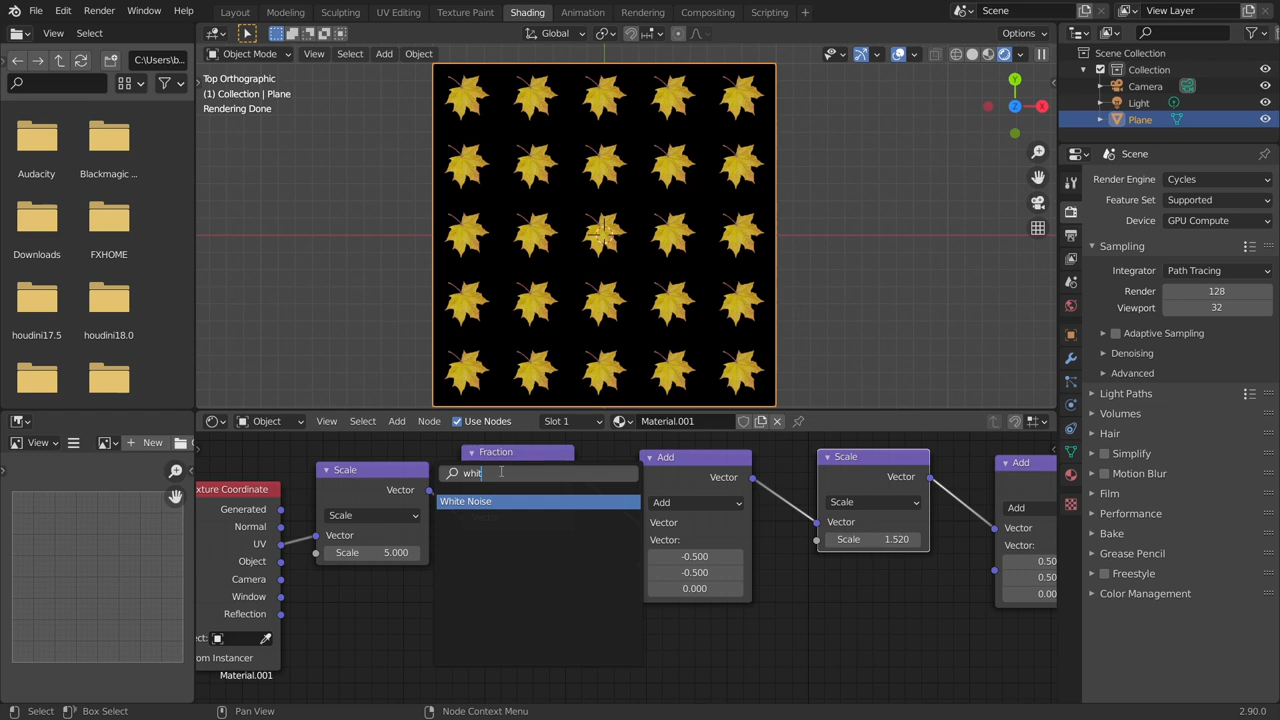 File Edit Render Window Help Layout Modeling Sculpting UV Editing Texture Paint Shading Animation Rendering Compositing Scripting + Scene View Layer
View Select Global Options
C:\Users\b... Object Mode View Select Add Object
Top Orthographic
(1) Collection | Plane
Rendering Done
Audacity Blackmagic ...
Downloads FXHOME
houdini17.5 houdini18.0
Y
X
Z
Scene Collection
Collection
Camera
Light
Plane
Scene
Render Engine Cycles
Feature Set Supported
Device GPU Compute
Sampling
Integrator Path Tracing
Render 128
Viewport 32
Adaptive Sampling
Denoising
Advanced
Light Paths
Volumes
Hair
Simplify
Motion Blur
Film
Performance
Bake
Grease Pencil
Freestyle
Color Management
Object View Select Add Node Use Nodes Slot 1 Material.001
View New
xture Coordinate
Generated
Normal
UV
Object
Camera
Window
Reflection
ct:
om Instancer
Material.001
Scale
Vector
Scale
Vector
Scale 5.000
Fraction
whit
White Noise
Add
Vector
Add
Vector
Vector:
-0.500
-0.500
0.000
Scale
Vector
Scale
Vector
Scale 1.520
Add
Add
Vector
Vector:
0.50
0.50
0.00
Select Box Select Pan View Node Context Menu 2.90.0